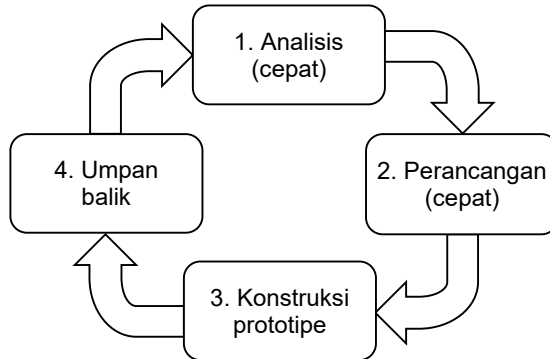 1. Analisis
(cepat)
2. Perancangan
(cepat)
3. Konstruksi
prototipe
4. Umpan
balik